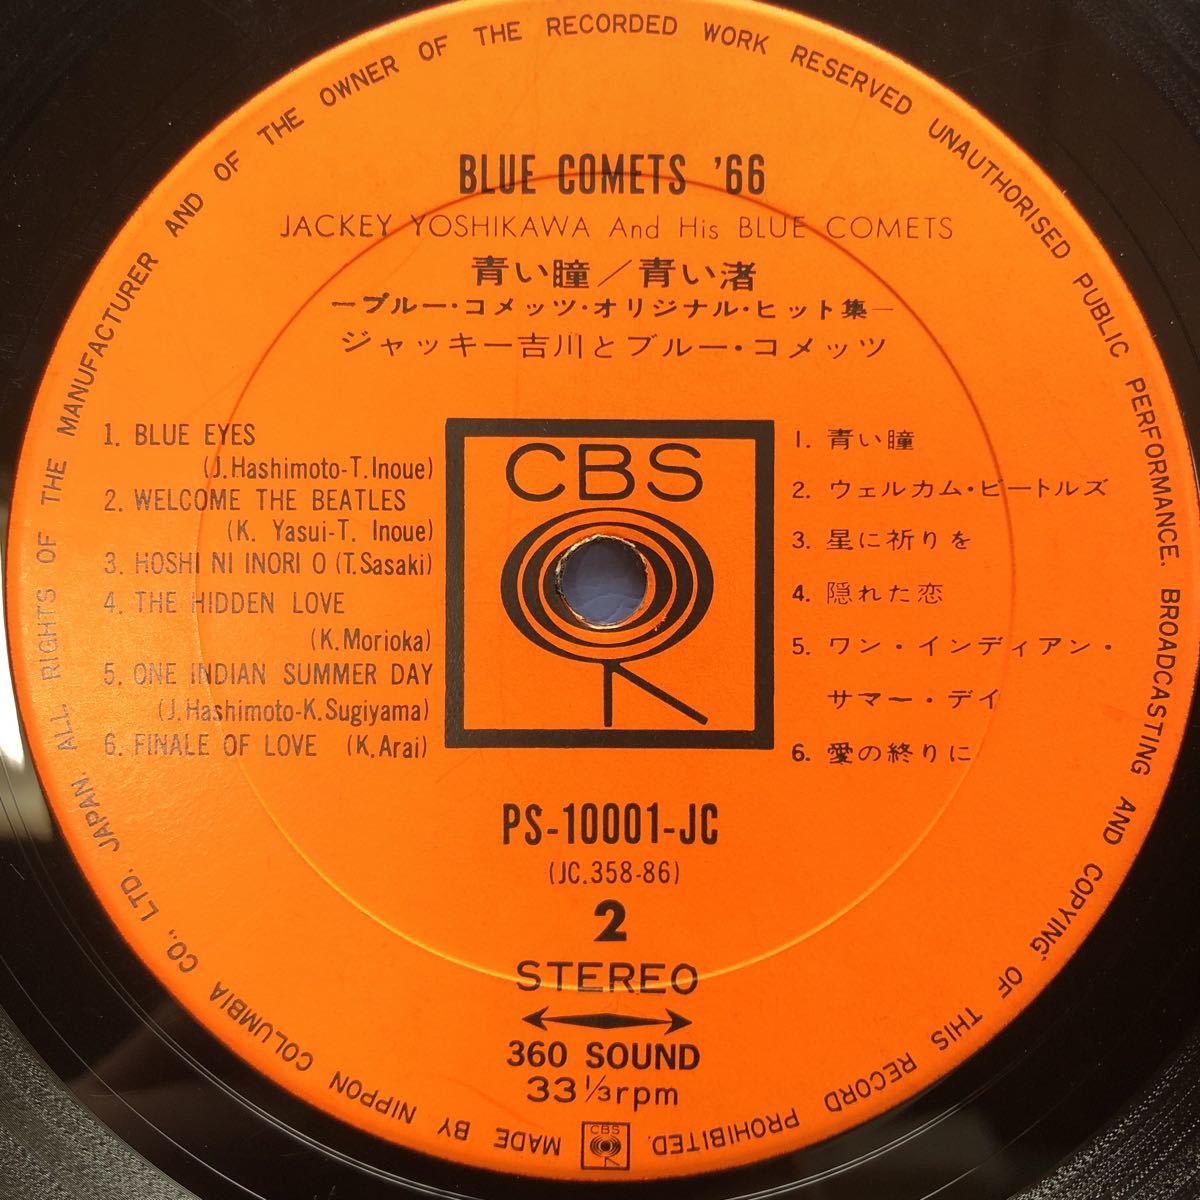 BLUE COMETS '66
JACKEY YOSHIKAWA And His BLUE COMETS
青い瞳／青い渚
―ブルー・コメッツ・オリジナル・ヒット集―
ジャッキー吉川とブルー・コメッツ
1. BLUE EYES
(J.Hashimoto-T.Inoue)
2. WELCOME THE BEATLES
(K. Yasui-T. Inoue)
3. HOSHI NI INORI O (T.Sasaki)
4. THE HIDDEN LOVE
(K.Morioka)
5. ONE INDIAN SUMMER DAY
(J.Hashimoto-K.Sugiyama)
6. FINALE OF LOVE (K.Arai)
CBS
1. 青い瞳
2. ウェルカム・ビートルズ
3. 星に祈りを
4. 隠れた恋
5. ワン・インディアン・
サマー・デイ
6. 愛の終りに
PS-10001-JC
(JC.358-86)
2
STEREO
360 SOUND
33 1/3 rpm
CBS
MADE BY NIPPON COLUMBIA CO., LTD. JAPAN. ALL RIGHTS OF THE MANUFACTURER AND OF THE OWNER OF THE RECORDED WORK RESERVED UNAUTHORISED PUBLIC PERFORMANCE. BROADCASTING AND COPYING OF THIS RECORD PROHIBITED.